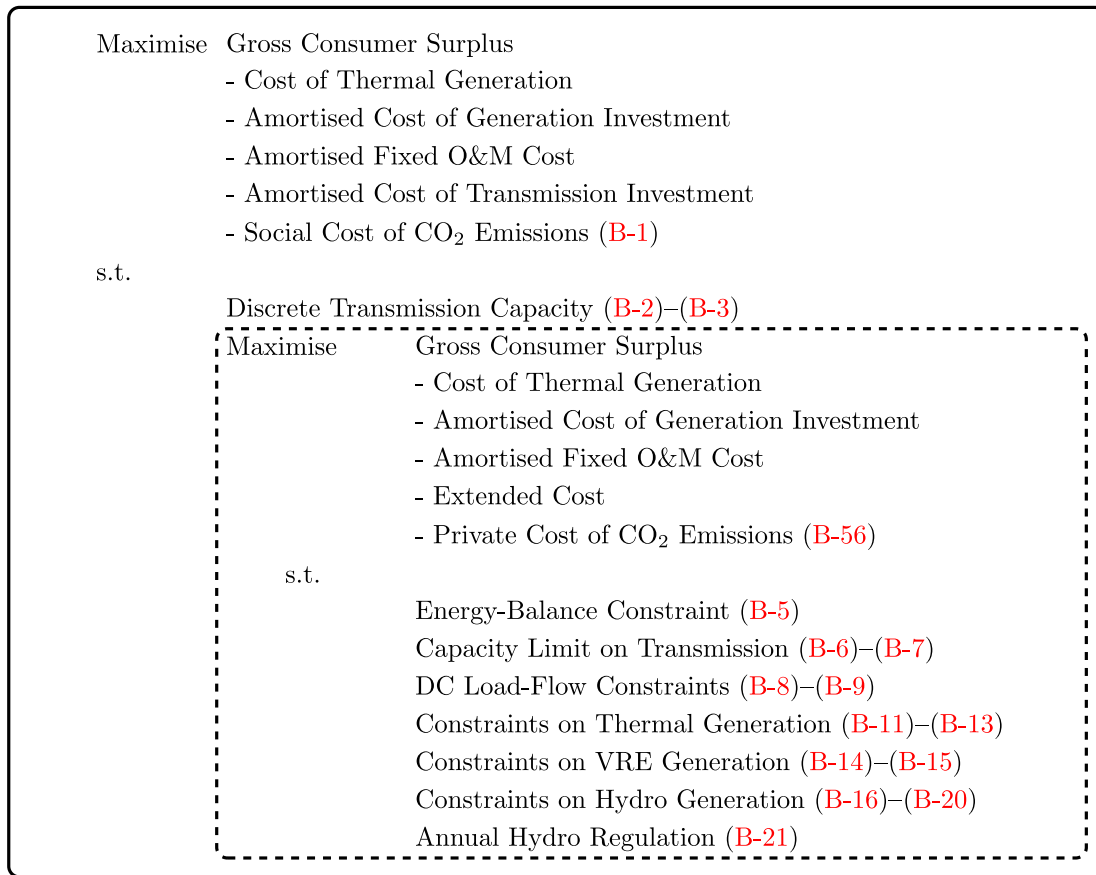 Maximise Gross Consumer Surplus
- Cost of Thermal Generation
- Amortised Cost of Generation Investment
- Amortised Fixed O&M Cost
- Amortised Cost of Transmission Investment
- Social Cost of CO₂ Emissions (B-1)
s.t.
Discrete Transmission Capacity (B-2)–(B-3)
Maximise Gross Consumer Surplus
- Cost of Thermal Generation
- Amortised Cost of Generation Investment
- Amortised Fixed O&M Cost
- Extended Cost
- Private Cost of CO₂ Emissions (B-56)
s.t.
Energy-Balance Constraint (B-5)
Capacity Limit on Transmission (B-6)–(B-7)
DC Load-Flow Constraints (B-8)–(B-9)
Constraints on Thermal Generation (B-11)–(B-13)
Constraints on VRE Generation (B-14)–(B-15)
Constraints on Hydro Generation (B-16)–(B-20)
Annual Hydro Regulation (B-21)